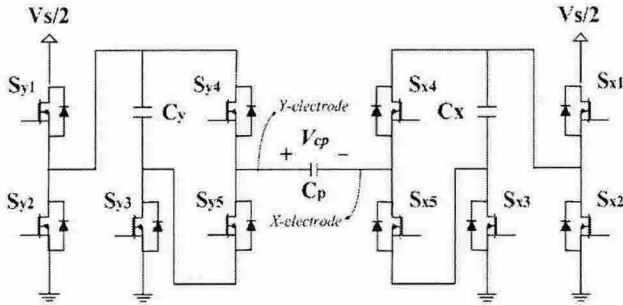 Vs/2
Vs/2
Sy1
Sy4
Sx4
Sx1
Cy
Y-electrode
Cx
Vcp
+
−
Cp
Sy2
Sy3
Sy5
X-electrode
Sx5
Sx3
Sx2